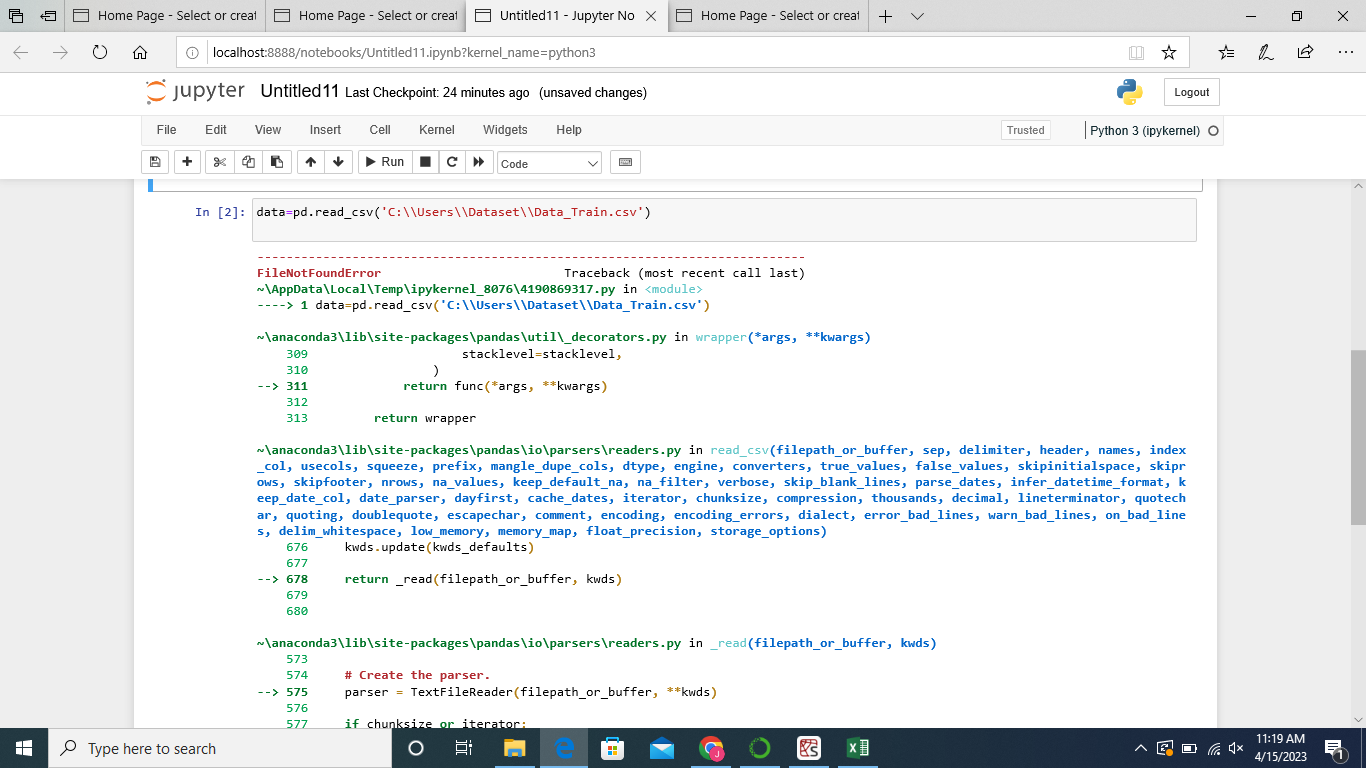 Home Page - Select or creat
Home Page - Select or creat
Untitled11 - Jupyter No
Home Page - Select or creat
localhost:8888/notebooks/Untitled11.ipynb?kernel_name=python3
jupyter Untitled11 Last Checkpoint: 24 minutes ago (unsaved changes)
Logout
File Edit View Insert Cell Kernel Widgets Help
Trusted
Python 3 (ipykernel)
Run
Code
In [2]: data=pd.read_csv('C:\\Users\\Dataset\\Data_Train.csv')
---------------------------------------------------------------------------
FileNotFoundError                         Traceback (most recent call last)
~\AppData\Local\Temp\ipykernel_8076\4190869317.py in <module>
----> 1 data=pd.read_csv('C:\\Users\\Dataset\\Data_Train.csv')
~\anaconda3\lib\site-packages\pandas\util\_decorators.py in wrapper(*args, **kwargs)
    309                     stacklevel=stacklevel,
    310                 )
--> 311             return func(*args, **kwargs)
    312
    313         return wrapper
~\anaconda3\lib\site-packages\pandas\io\parsers\readers.py in read_csv(filepath_or_buffer, sep, delimiter, header, names, index
_col, usecols, squeeze, prefix, mangle_dupe_cols, dtype, engine, converters, true_values, false_values, skipinitialspace, skipr
ows, skipfooter, nrows, na_values, keep_default_na, na_filter, verbose, skip_blank_lines, parse_dates, infer_datetime_format, k
eep_date_col, date_parser, dayfirst, cache_dates, iterator, chunksize, compression, thousands, decimal, lineterminator, quotech
ar, quoting, doublequote, escapechar, comment, encoding, encoding_errors, dialect, error_bad_lines, warn_bad_lines, on_bad_line
s, delim_whitespace, low_memory, memory_map, float_precision, storage_options)
    676     kwds.update(kwds_defaults)
    677
--> 678     return _read(filepath_or_buffer, kwds)
    679
    680
~\anaconda3\lib\site-packages\pandas\io\parsers\readers.py in _read(filepath_or_buffer, kwds)
    573
    574     # Create the parser.
--> 575     parser = TextFileReader(filepath_or_buffer, **kwds)
    576
    577     if chunksize or iterator:
Type here to search
11:19 AM
4/15/2023
1